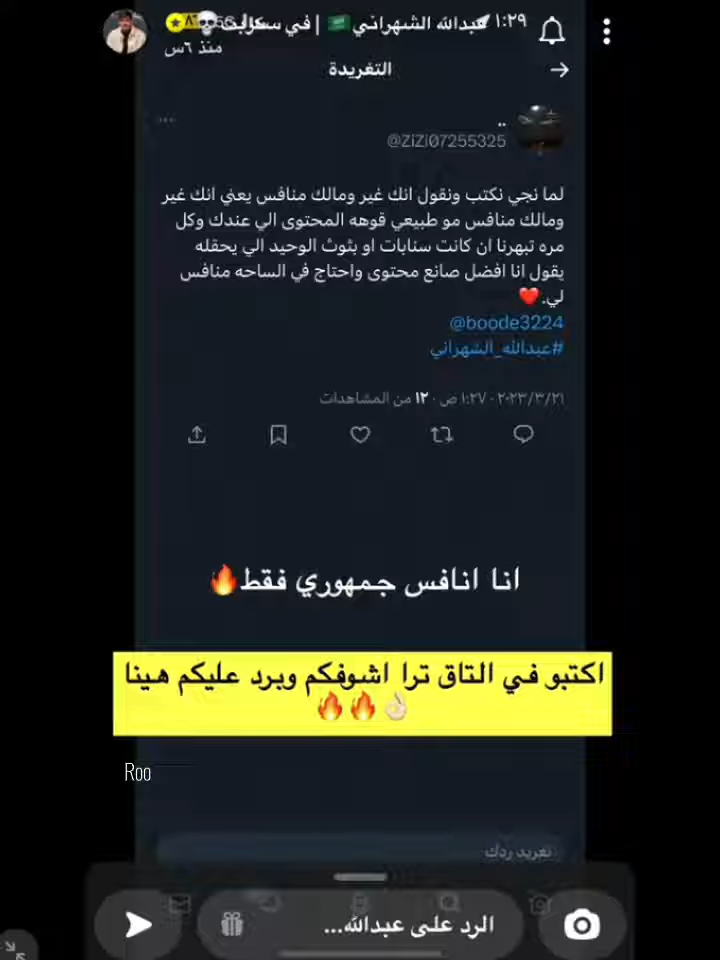 ١:٢٩
عبدالله الشهراني 🇸🇦 | في سكرابت
منذ ٦س
التغريدة
..
@ZiZi07255325
لما نجي نكتب ونقول انك غير ومالك منافس يعني انك غير
ومالك منافس مو طبيعي قوهه المحتوى الي عندك وكل
مره تبهرنا ان كانت سنابات او بثوث الوحيد الي يحقله
يقول انا افضل صانع محتوى واحتاج في الساحه منافس
لي.❤️
@boode3224
#عبدالله_الشهراني
٢٠٢٣/٣/٢١ · ١:٢٧ ص · ١٢ من المشاهدات
انا انافس جمهوري فقط🔥
اكتبو في التاق ترا اشوفكم وبرد عليكم هينا
👌🏻🔥🔥
Roo
تغريد ردك
الرد على عبدالله...